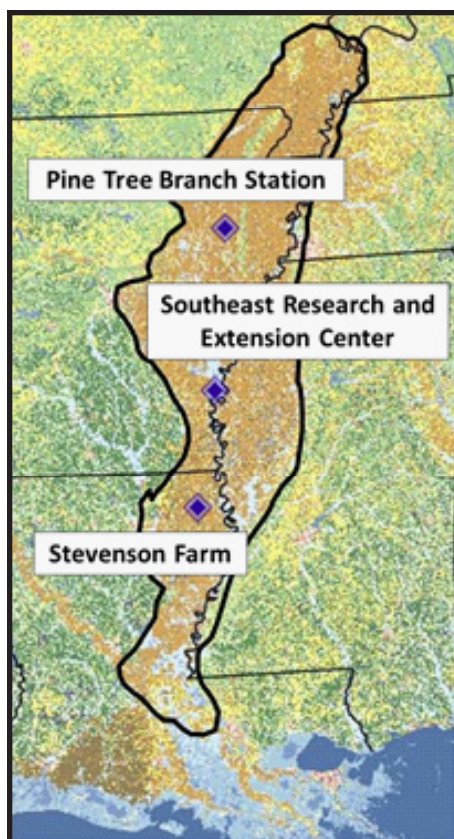 Pine Tree Branch Station
Southeast Research and
Extension Center
Stevenson Farm